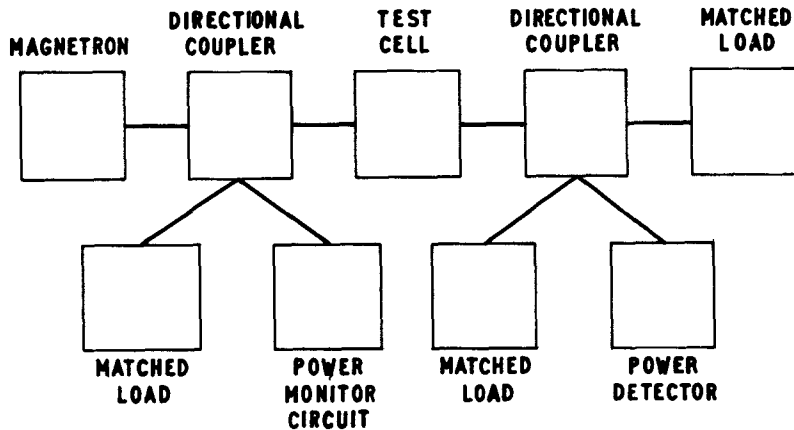 MAGNETRON
DIRECTIONAL
COUPLER
TEST
CELL
DIRECTIONAL
COUPLER
MATCHED
LOAD
MATCHED
LOAD
POWER
MONITOR
CIRCUIT
MATCHED
LOAD
POWER
DETECTOR